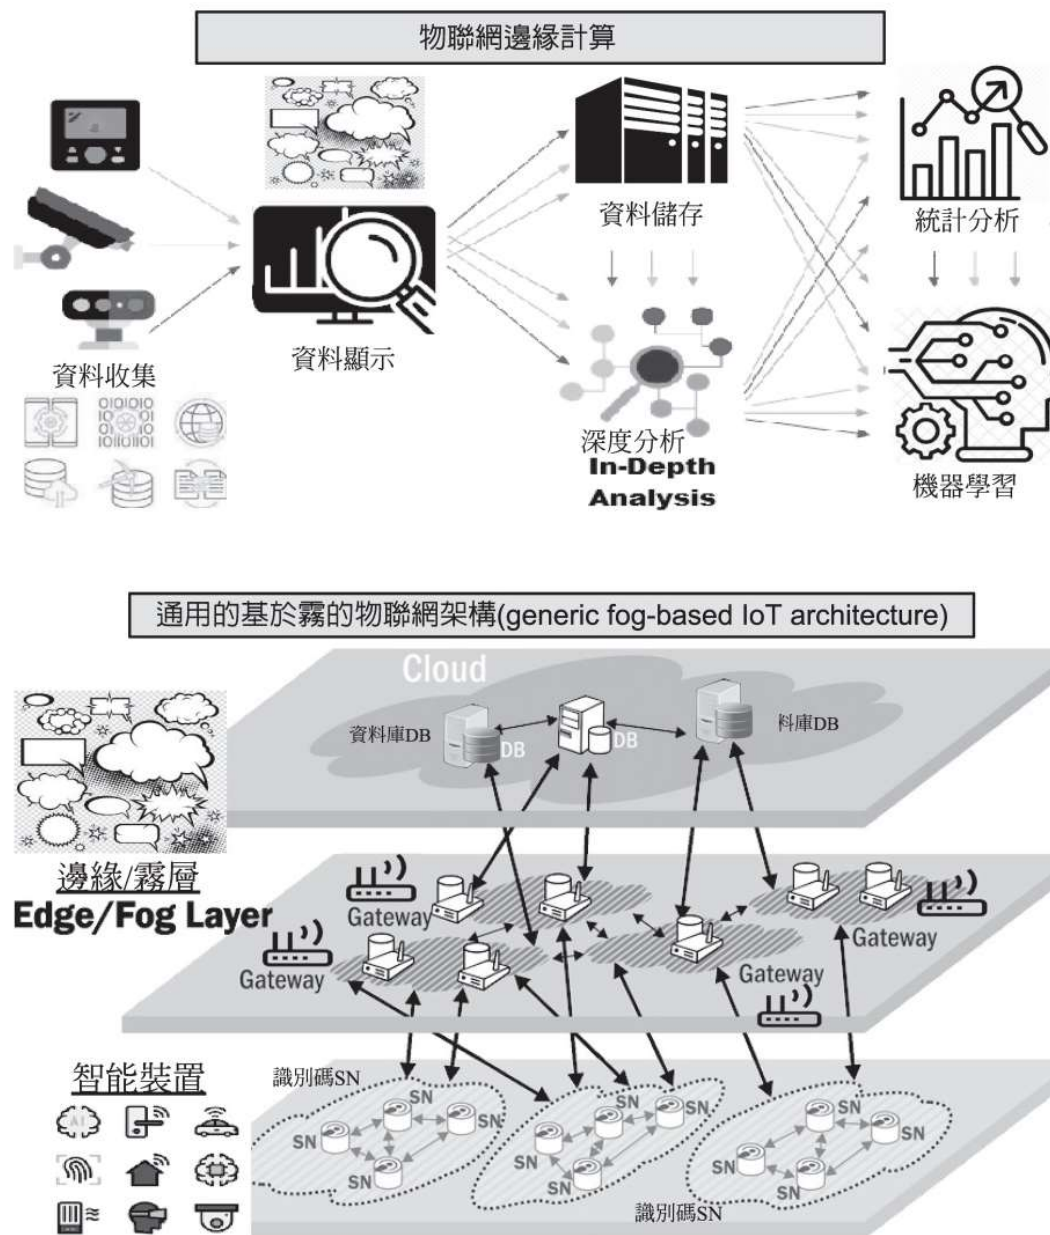 物聯網邊緣計算
資料收集
資料顯示
資料儲存
深度分析
In-Depth
Analysis
統計分析
機器學習
通用的基於霧的物聯網架構(generic fog-based IoT architecture)
Cloud
資料庫DB
DB
DB
料庫DB
邊緣/霧層
Edge/Fog Layer
Gateway
Gateway
Gateway
Gateway
智能裝置
AI
識別碼SN
SN
SN
SN
SN
SN
SN
SN
SN
SN
SN
SN
SN
識別碼SN